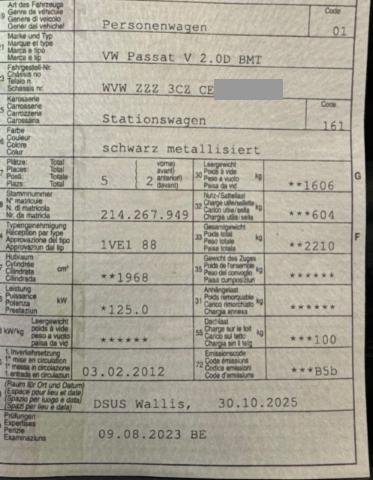 Art des Fahrzeugs
Genre de véhicule
Genere di veicolo
Gener dal vehichel
Personenwagen
Code
01
Marke und Typ
Marque et type
Marca e tipo
Marca e tip
VW Passat V 2.0D BMT
Fahrgestell-Nr.
Châssis no
Telaio n.
Schassis nr.
WVW ZZZ 3CZ CE
Karosserie
Carrosserie
Carrozzeria
Carossaria
Stationswagen
Code
161
Farbe
Couleur
Colore
Colur
schwarz metallisiert
Plätze: Total
Places: Total
Posti: Totale
Plazs: Total
5
vorne)
avant)
anteriori)
davant)
2
30
Leergewicht
Poids à vide
Peso a vuoto
Paisa da vid
kg
**1606
G
Stammnummer
N° matricule
N. di matricola
Nr. da matricla
214.267.949
Nutz-/Sattellast
Charge utile/sellette
Carico utile/sella
Chargia utile/sella
kg
***604
Typengenehmigung
Réception par type
Approvazione del tipo
Approvaziun dal tip
1VE1 88
33
Gesamtgewicht
Poids total
Peso totale
Paisa totala
kg
**2210
F
Hubraum
Cylindrée
Cilindrata
Cilindrada
cm³
**1968
Gewicht des Zuges
Poids de l'ensemble
Peso del convoglio
Paisa cumposiziun
kg
******
Leistung
Puissance
Potenza
Prestaziun
kW
*125.0
31
Anhängelast
Poids remorquable
Carico rimorchiato
Chargia annexa
kg
******
kW/kg
Leergewicht
poids à vide
peso a vuoto
paisa da vid
******
55
Dachlast
Charge sur le toit
Carico sul tetto
Chargia sin il tetg
kg
***100
1. Inverkehrsetzung
1re mise en circulation
1a messa in circolazione
1. entrada en circulaziun
03.02.2012
72
Emissionscode
Code émissions
Codice emissioni
Code d'emissiuns
***B5b
(Raum für Ort und Datum)
(Espace pour lieu et date)
(Spazio per luogo e data)
(Spazi per lieu e data)
DSUS Wallis, 30.10.2025
Prüfungen
Expertises
Perizie
Examinaziuns
09.08.2023 BE